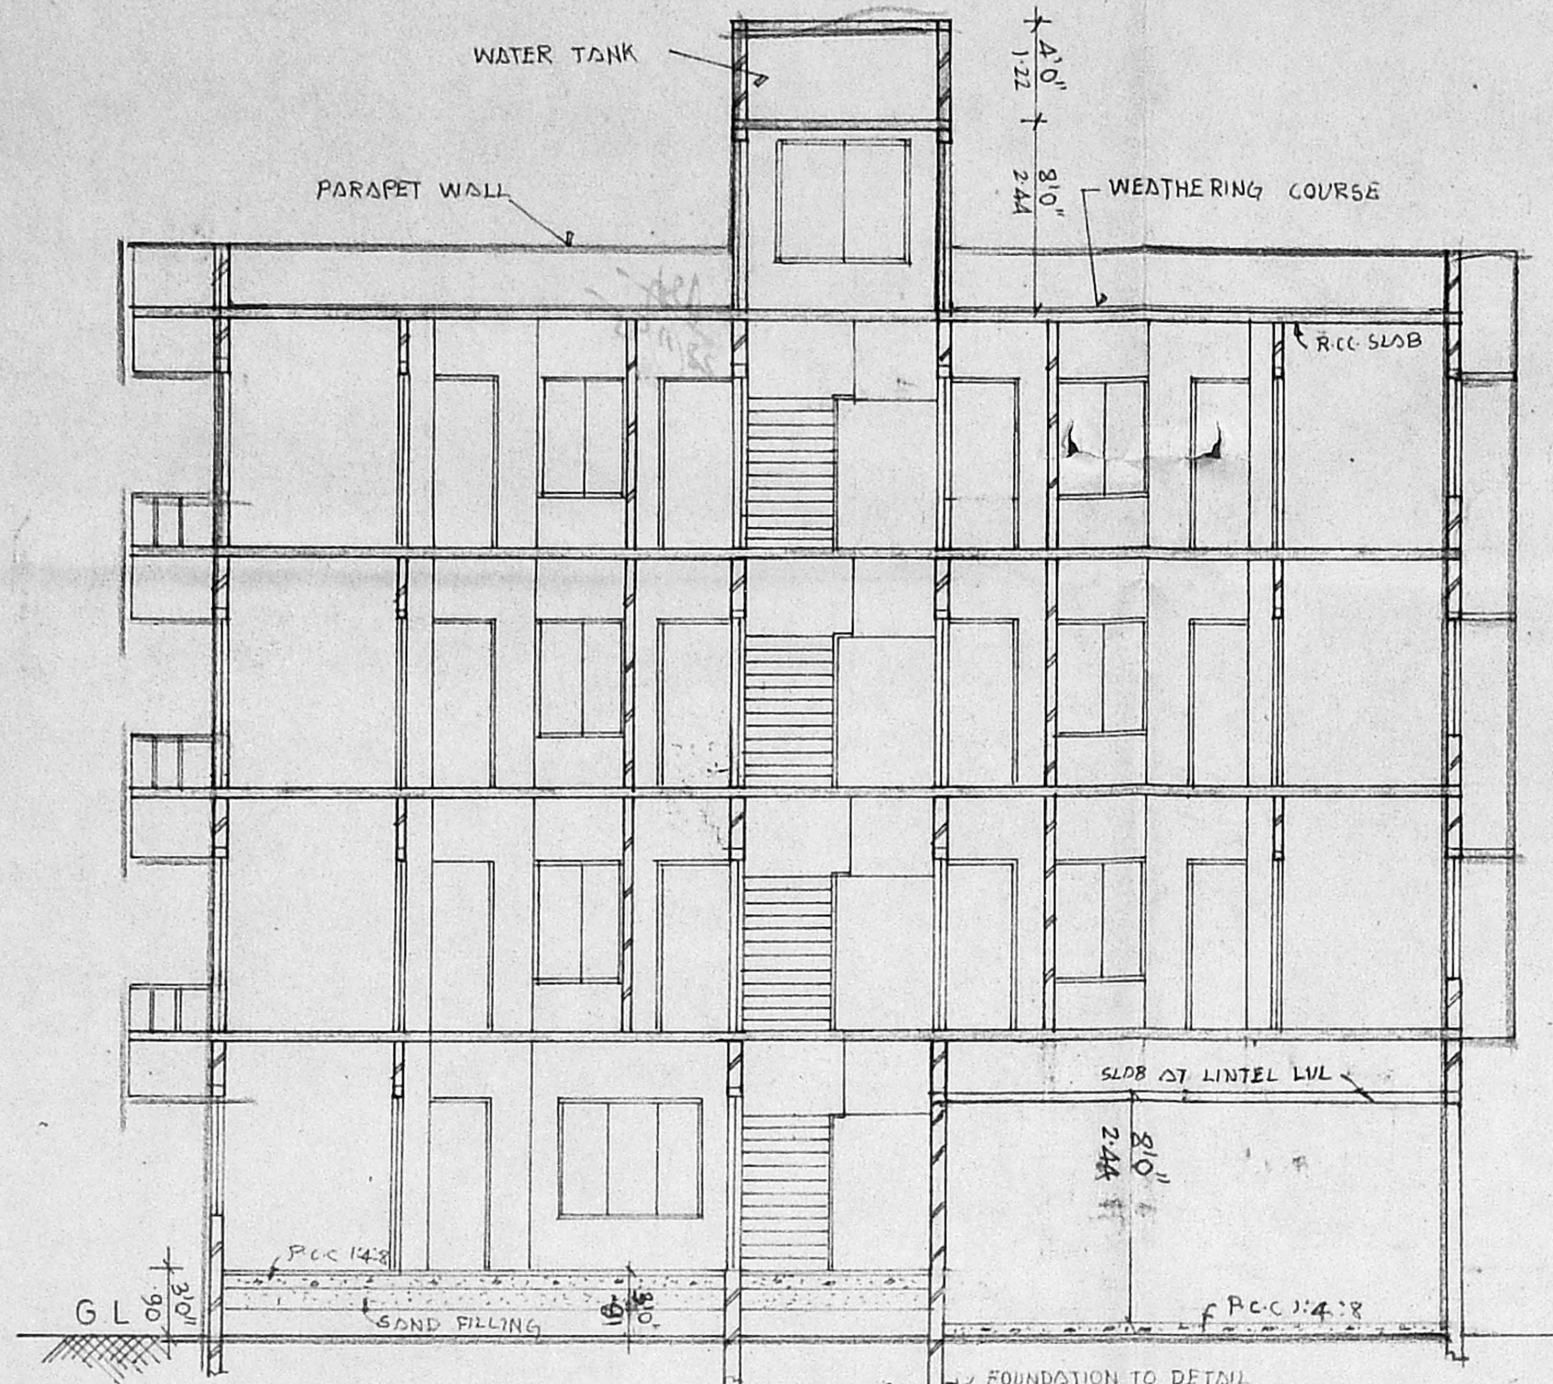 WATER TANK
4'0"
1.22
PARAPET WALL
8'0"
2.44
WEATHERING COURSE
R.CC. SLAB
SLAB AT LINTEL LVL
8'0"
2.44
P.C.C 1:4:8
G.L
3'0"
90
SAND FILLING
3'0"
P.C.C 1:4:8
FOUNDATION TO DETAIL